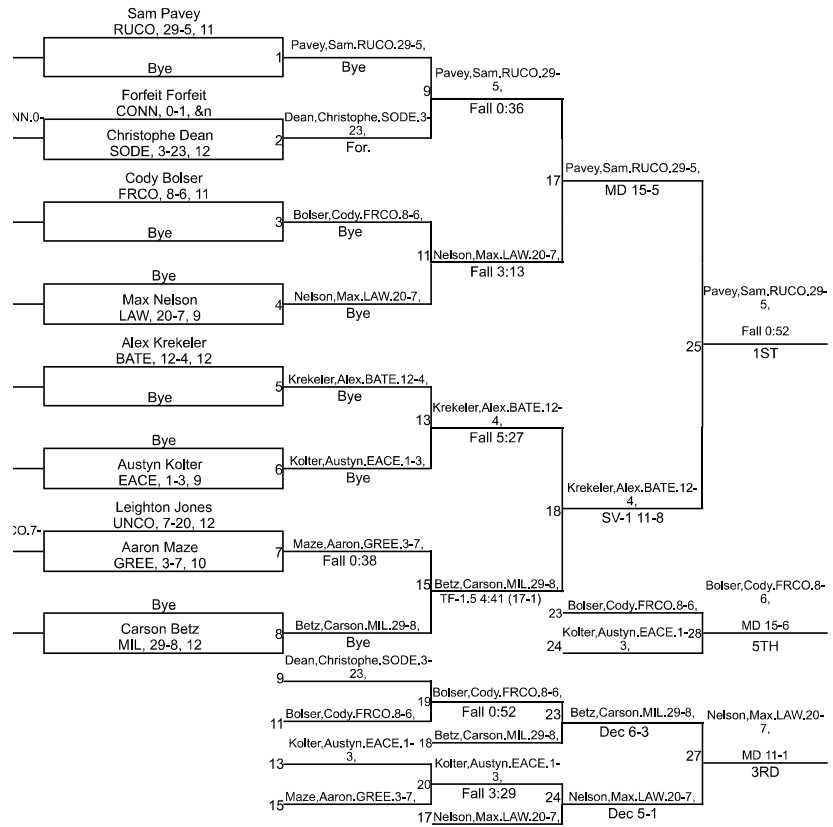 Sam Pavey
RUCO, 29-5, 11
1
Bye
Forfeit Forfeit
CONN, 0-1, &n
NN.0-
Christophe Dean
2
SODE, 3-23, 12
Cody Bolser
FRCO, 8-6, 11
3
Bye
Bye
Max Nelson
4
LAW, 20-7, 9
Alex Krekeler
BATE, 12-4, 12
5
Bye
Bye
Austyn Kolter
6
EACE, 1-3, 9
Leighton Jones
UNCO, 7-20, 12
CO.7-
Aaron Maze
7
GREE, 3-7, 10
Bye
Carson Betz
8
MIL, 29-8, 12
Pavey,Sam.RUCO.29-5,
Bye
9
Dean,Christophe.SODE.3-
23,
For.
Bolser,Cody.FRCO.8-6,
Bye
11
Nelson,Max.LAW.20-7,
Bye
Krekeler,Alex.BATE.12-4,
Bye
13
Kolter,Austyn.EACE.1-3,
Bye
Maze,Aaron.GREE.3-7,
Fall 0:38
15
Betz,Carson.MIL.29-8,
Bye
Pavey,Sam.RUCO.29-
5,
Fall 0:36
17
Nelson,Max.LAW.20-7,
Fall 3:13
Krekeler,Alex.BATE.12-
4,
Fall 5:27
18
Betz,Carson.MIL.29-8,
TF-1.5 4:41 (17-1)
Pavey,Sam.RUCO.29-5,
MD 15-5
25
Krekeler,Alex.BATE.12-
4,
SV-1 11-8
Pavey,Sam.RUCO.29-
5,
Fall 0:52
1ST
23
Bolser,Cody.FRCO.8-6,
24
Kolter,Austyn.EACE.1-
3,
28
Bolser,Cody.FRCO.8-
6,
MD 15-6
5TH
9
Dean,Christophe.SODE.3-
23,
11
Bolser,Cody.FRCO.8-6,
19
Bolser,Cody.FRCO.8-6,
Fall 0:52
18
Betz,Carson.MIL.29-8,
23
Betz,Carson.MIL.29-8,
Dec 6-3
13
Kolter,Austyn.EACE.1-
3,
15
Maze,Aaron.GREE.3-7,
20
Kolter,Austyn.EACE.1-
3,
Fall 3:29
17
Nelson,Max.LAW.20-7,
24
Nelson,Max.LAW.20-7,
Dec 5-1
27
Nelson,Max.LAW.20-
7,
MD 11-1
3RD